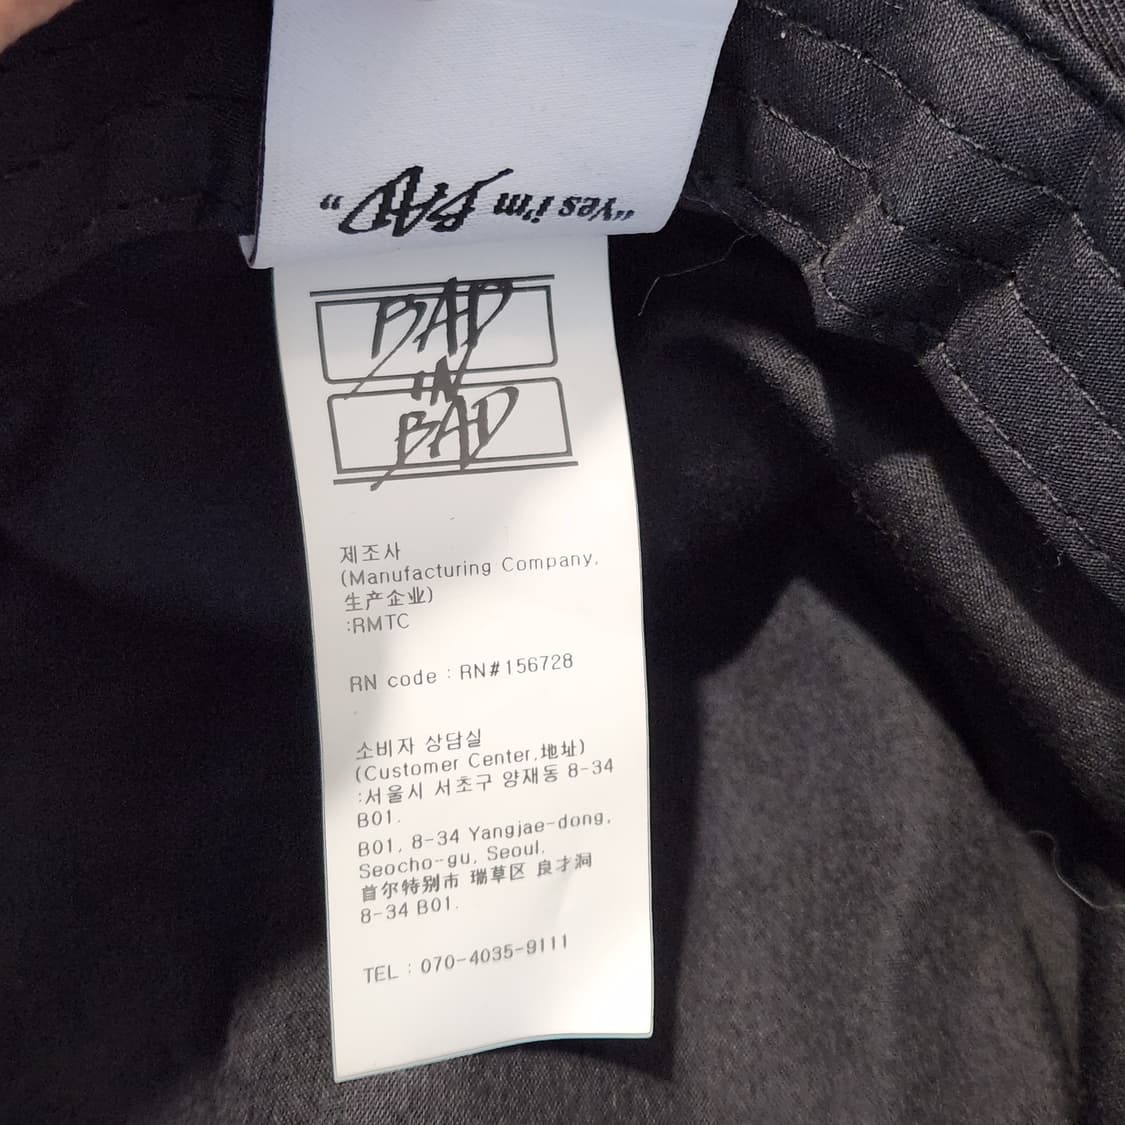 "Yes i'm BAD"
BAD
IN
BAD
제조사
(Manufacturing Company,
生产企业)
:RMTC
RN code : RN#156728
소비자 상담실
(Customer Center,地址)
:서울시 서초구 양재동 8-34
B01.
B01, 8-34 Yangjae-dong,
Seocho-gu, Seoul.
首尔特别市 瑞草区 良才洞
8-34 B01.
TEL : 070-4035-9111